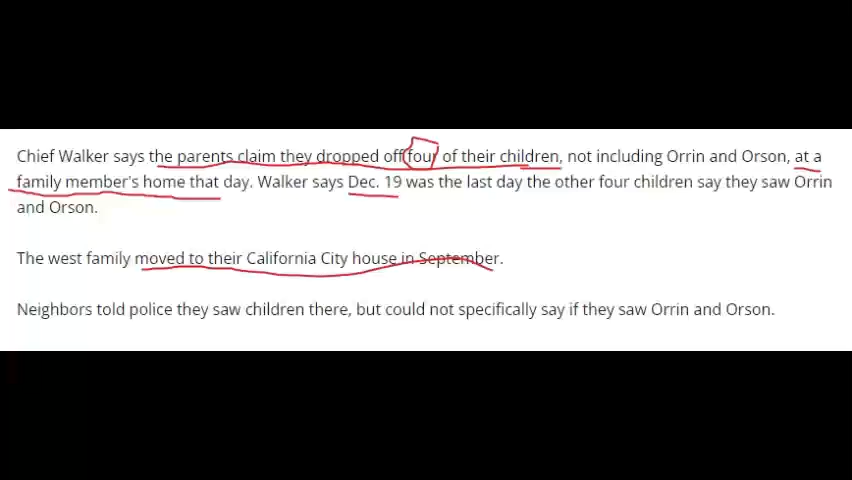 Chief Walker says the parents claim they dropped off four of their children, not including Orrin and Orson, at a
family member's home that day. Walker says Dec. 19 was the last day the other four children say they saw Orrin
and Orson.
The west family moved to their California City house in September.
Neighbors told police they saw children there, but could not specifically say if they saw Orrin and Orson.